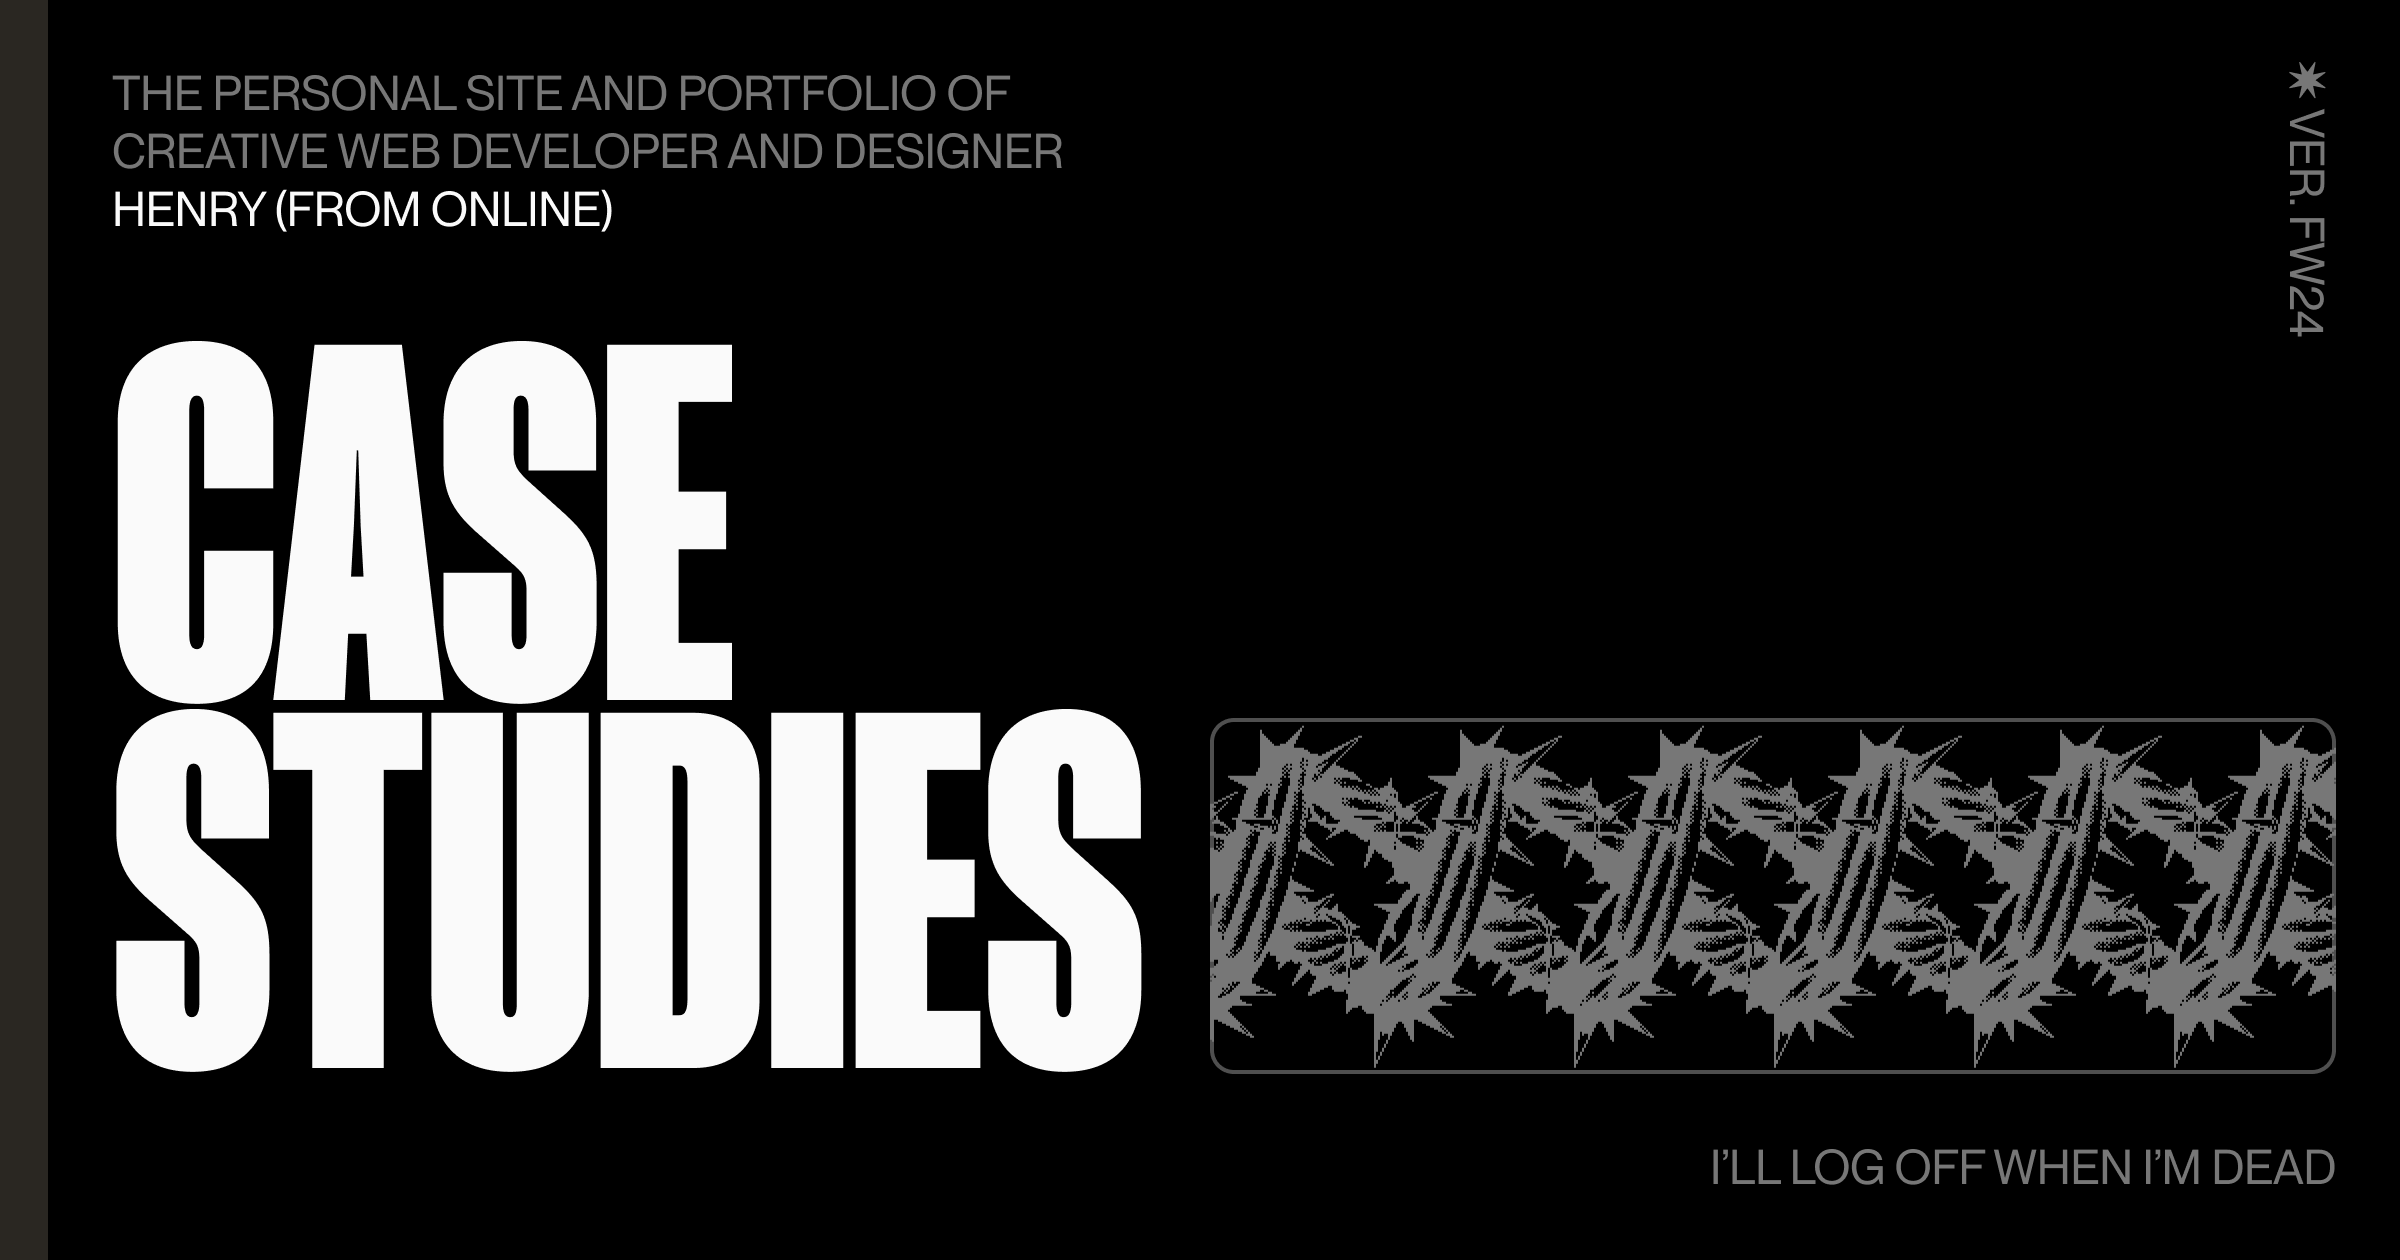 THE PERSONAL SITE AND PORTFOLIO OF
CREATIVE WEB DEVELOPER AND DESIGNER
HENRY (FROM ONLINE)
✷ VER. FW24
CASE
STUDIES
I’LL LOG OFF WHEN I’M DEAD